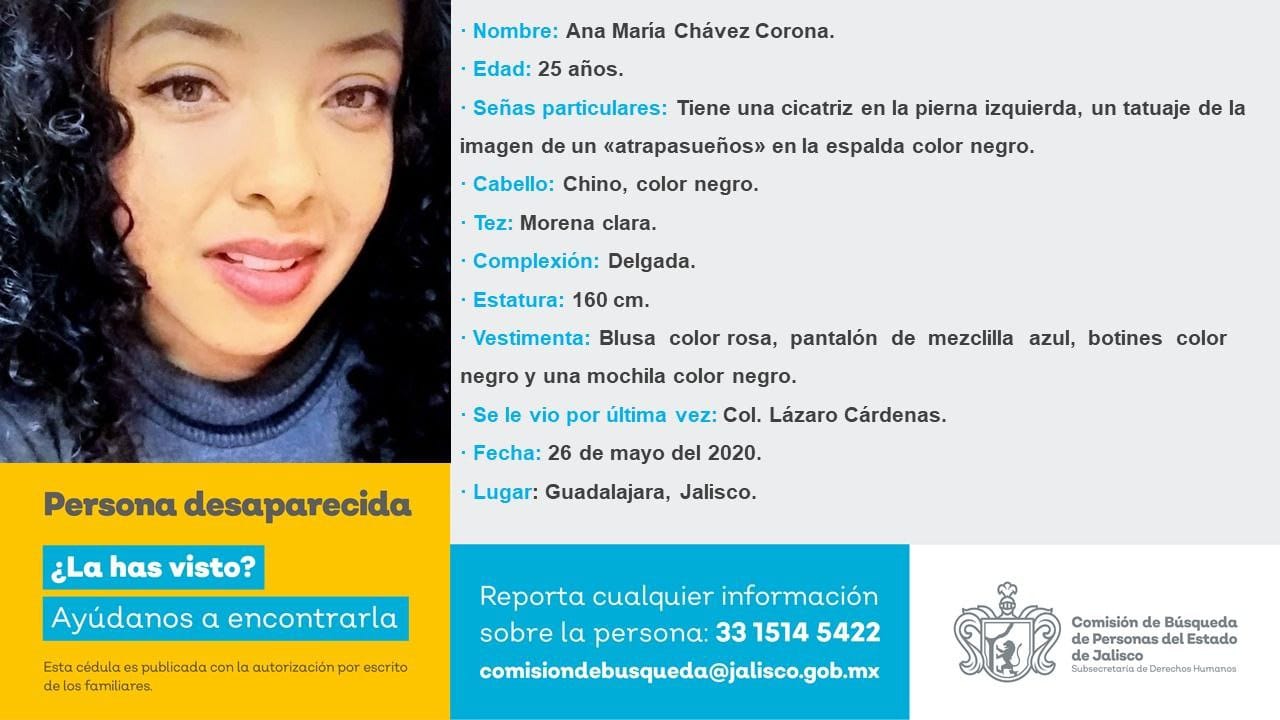 · Nombre: Ana María Chávez Corona.
· Edad: 25 años.
· Señas particulares: Tiene una cicatriz en la pierna izquierda, un tatuaje de la
imagen de un «atrapasueños» en la espalda color negro.
· Cabello: Chino, color negro.
· Tez: Morena clara.
· Complexión: Delgada.
· Estatura: 160 cm.
· Vestimenta: Blusa color rosa, pantalón de mezclilla azul, botines color
negro y una mochila color negro.
· Se le vio por última vez: Col. Lázaro Cárdenas.
· Fecha: 26 de mayo del 2020.
· Lugar: Guadalajara, Jalisco.
Persona desaparecida
¿La has visto?
Ayúdanos a encontrarla
Esta cédula es publicada con la autorización por escrito
de los familiares.
Reporta cualquier información
sobre la persona: 33 1514 5422
comisiondebusqueda@jalisco.gob.mx
Comisión de Búsqueda
de Personas del Estado
de Jalisco
Subsecretaría de Derechos Humanos